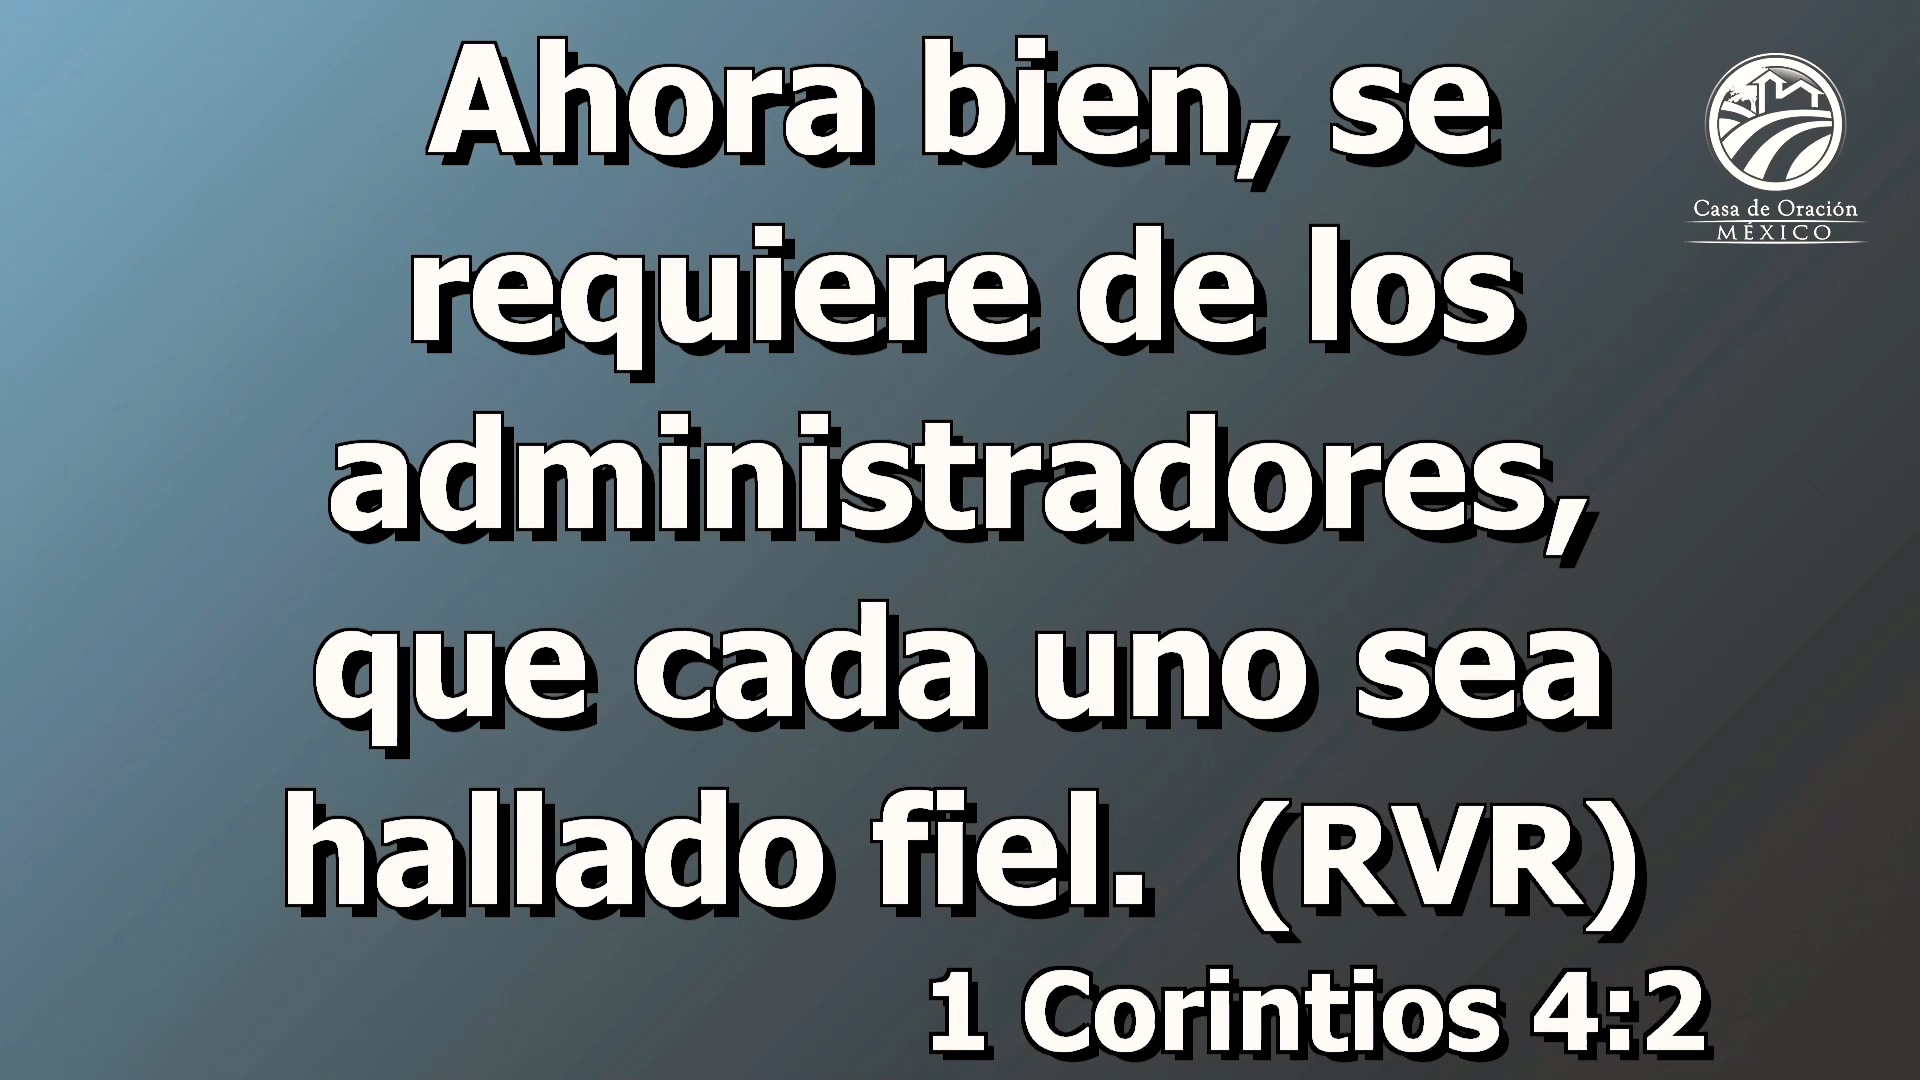 Ahora bien, se
requiere de los
administradores,
que cada uno sea
hallado fiel.  (RVR)
1 Corintios 4:2
Casa de Oración
MÉXICO